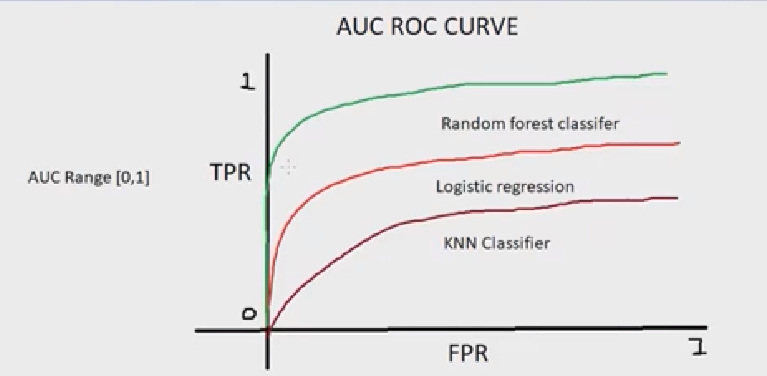 AUC ROC CURVE
1
Random forest classifer
AUC Range [0,1]
TPR
Logistic regression
KNN Classifier
0
FPR
1